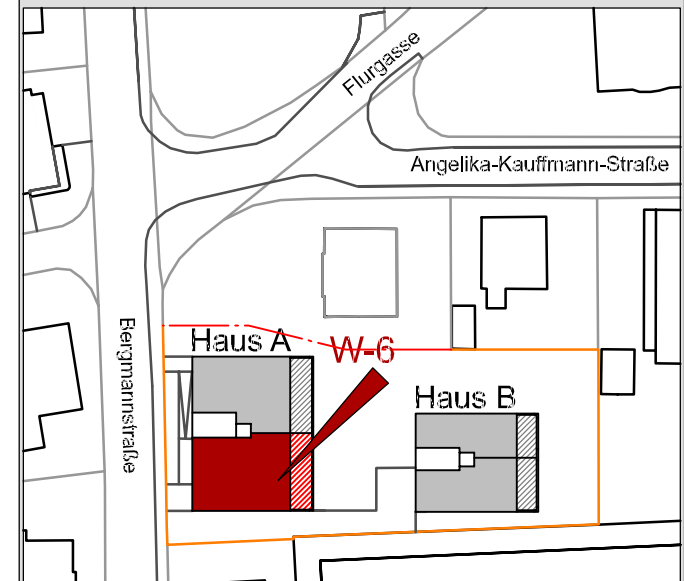 Flurgasse
Angelika-Kauffmann-Straße
Bergmannstraße
Haus A
W-6
Haus B